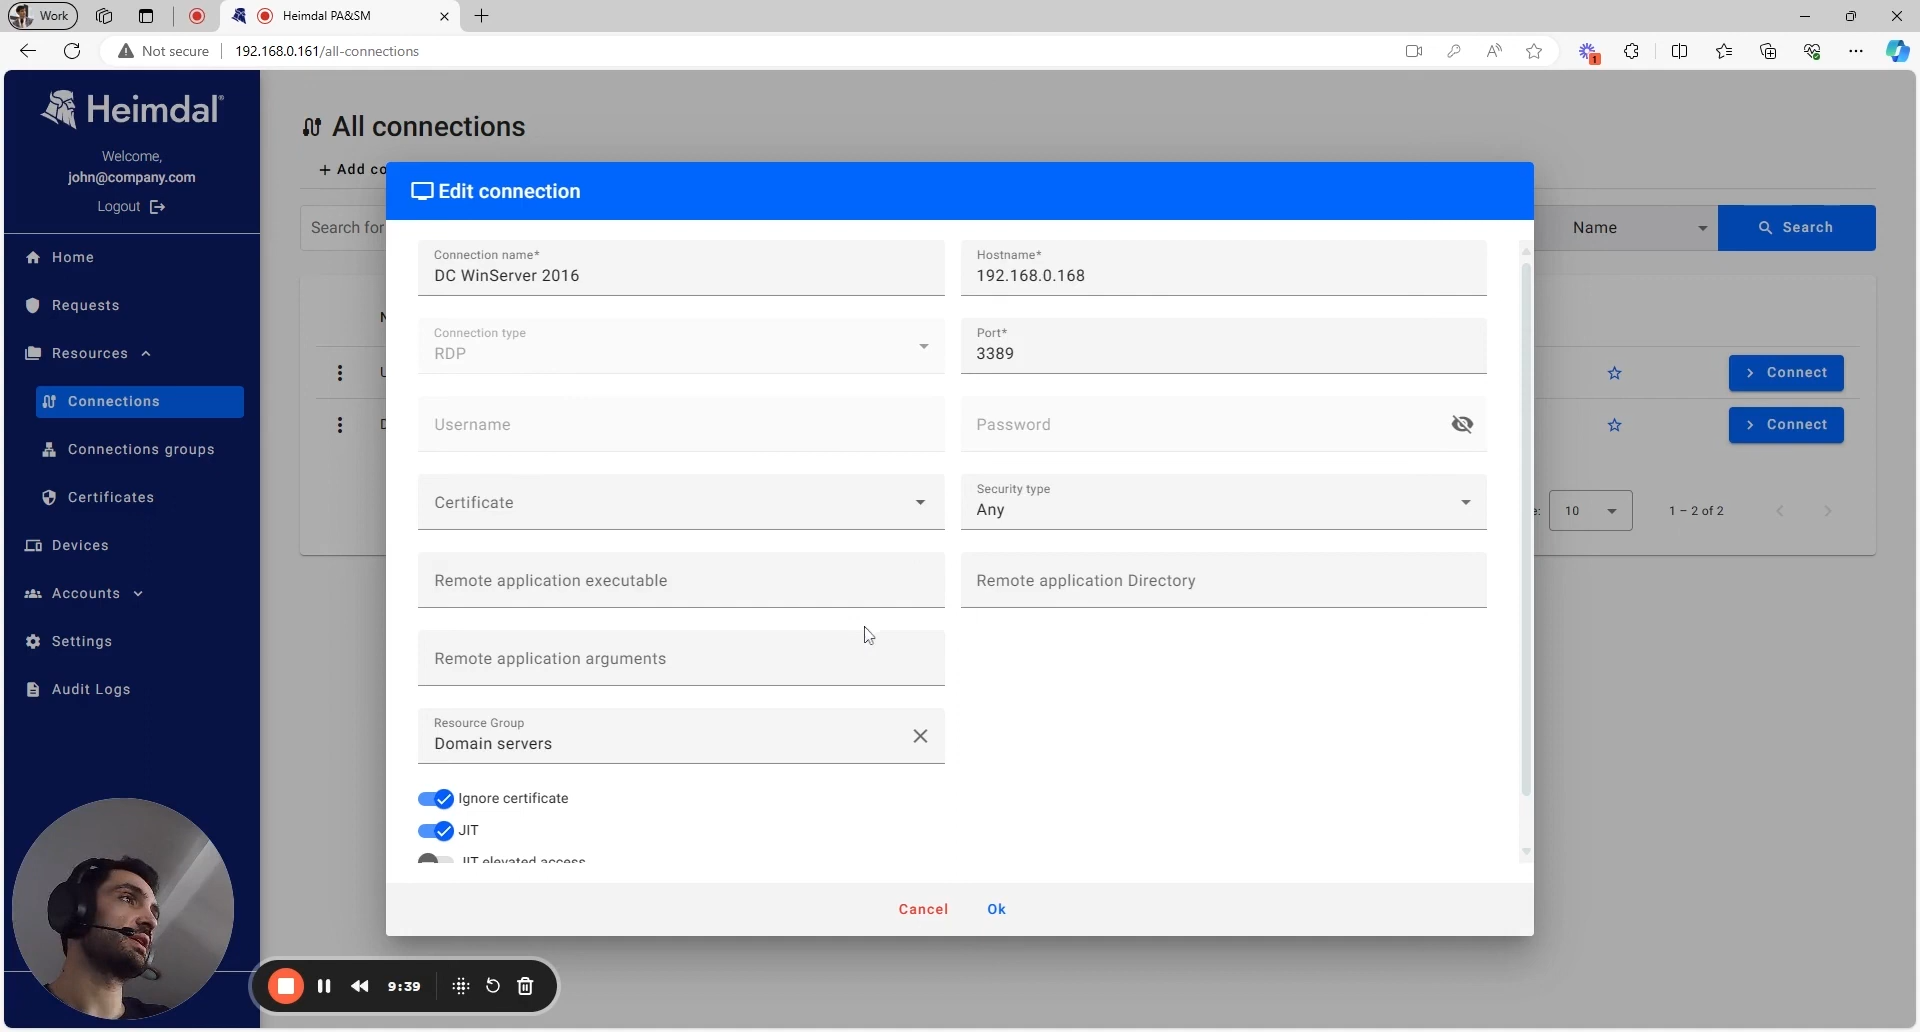 Work
Heimdal PA&SM
Not secure
192.168.0.161/all-connections
1
Heimdal
Welcome,
john@company.com
Logout
Home
Requests
Resources
Connections
Connections groups
Certificates
Devices
Accounts
Settings
Audit Logs
All connections
+ Add co
Search for
Name
Search
Connect
Connect
10
1 – 2 of 2
Edit connection
Connection name*
DC WinServer 2016
Hostname*
192.168.0.168
Connection type
RDP
Port*
3389
Username
Password
Certificate
Security type
Any
Remote application executable
Remote application Directory
Remote application arguments
Resource Group
Domain servers
Ignore certificate
JIT
JIT elevated access
Cancel
Ok
9:39